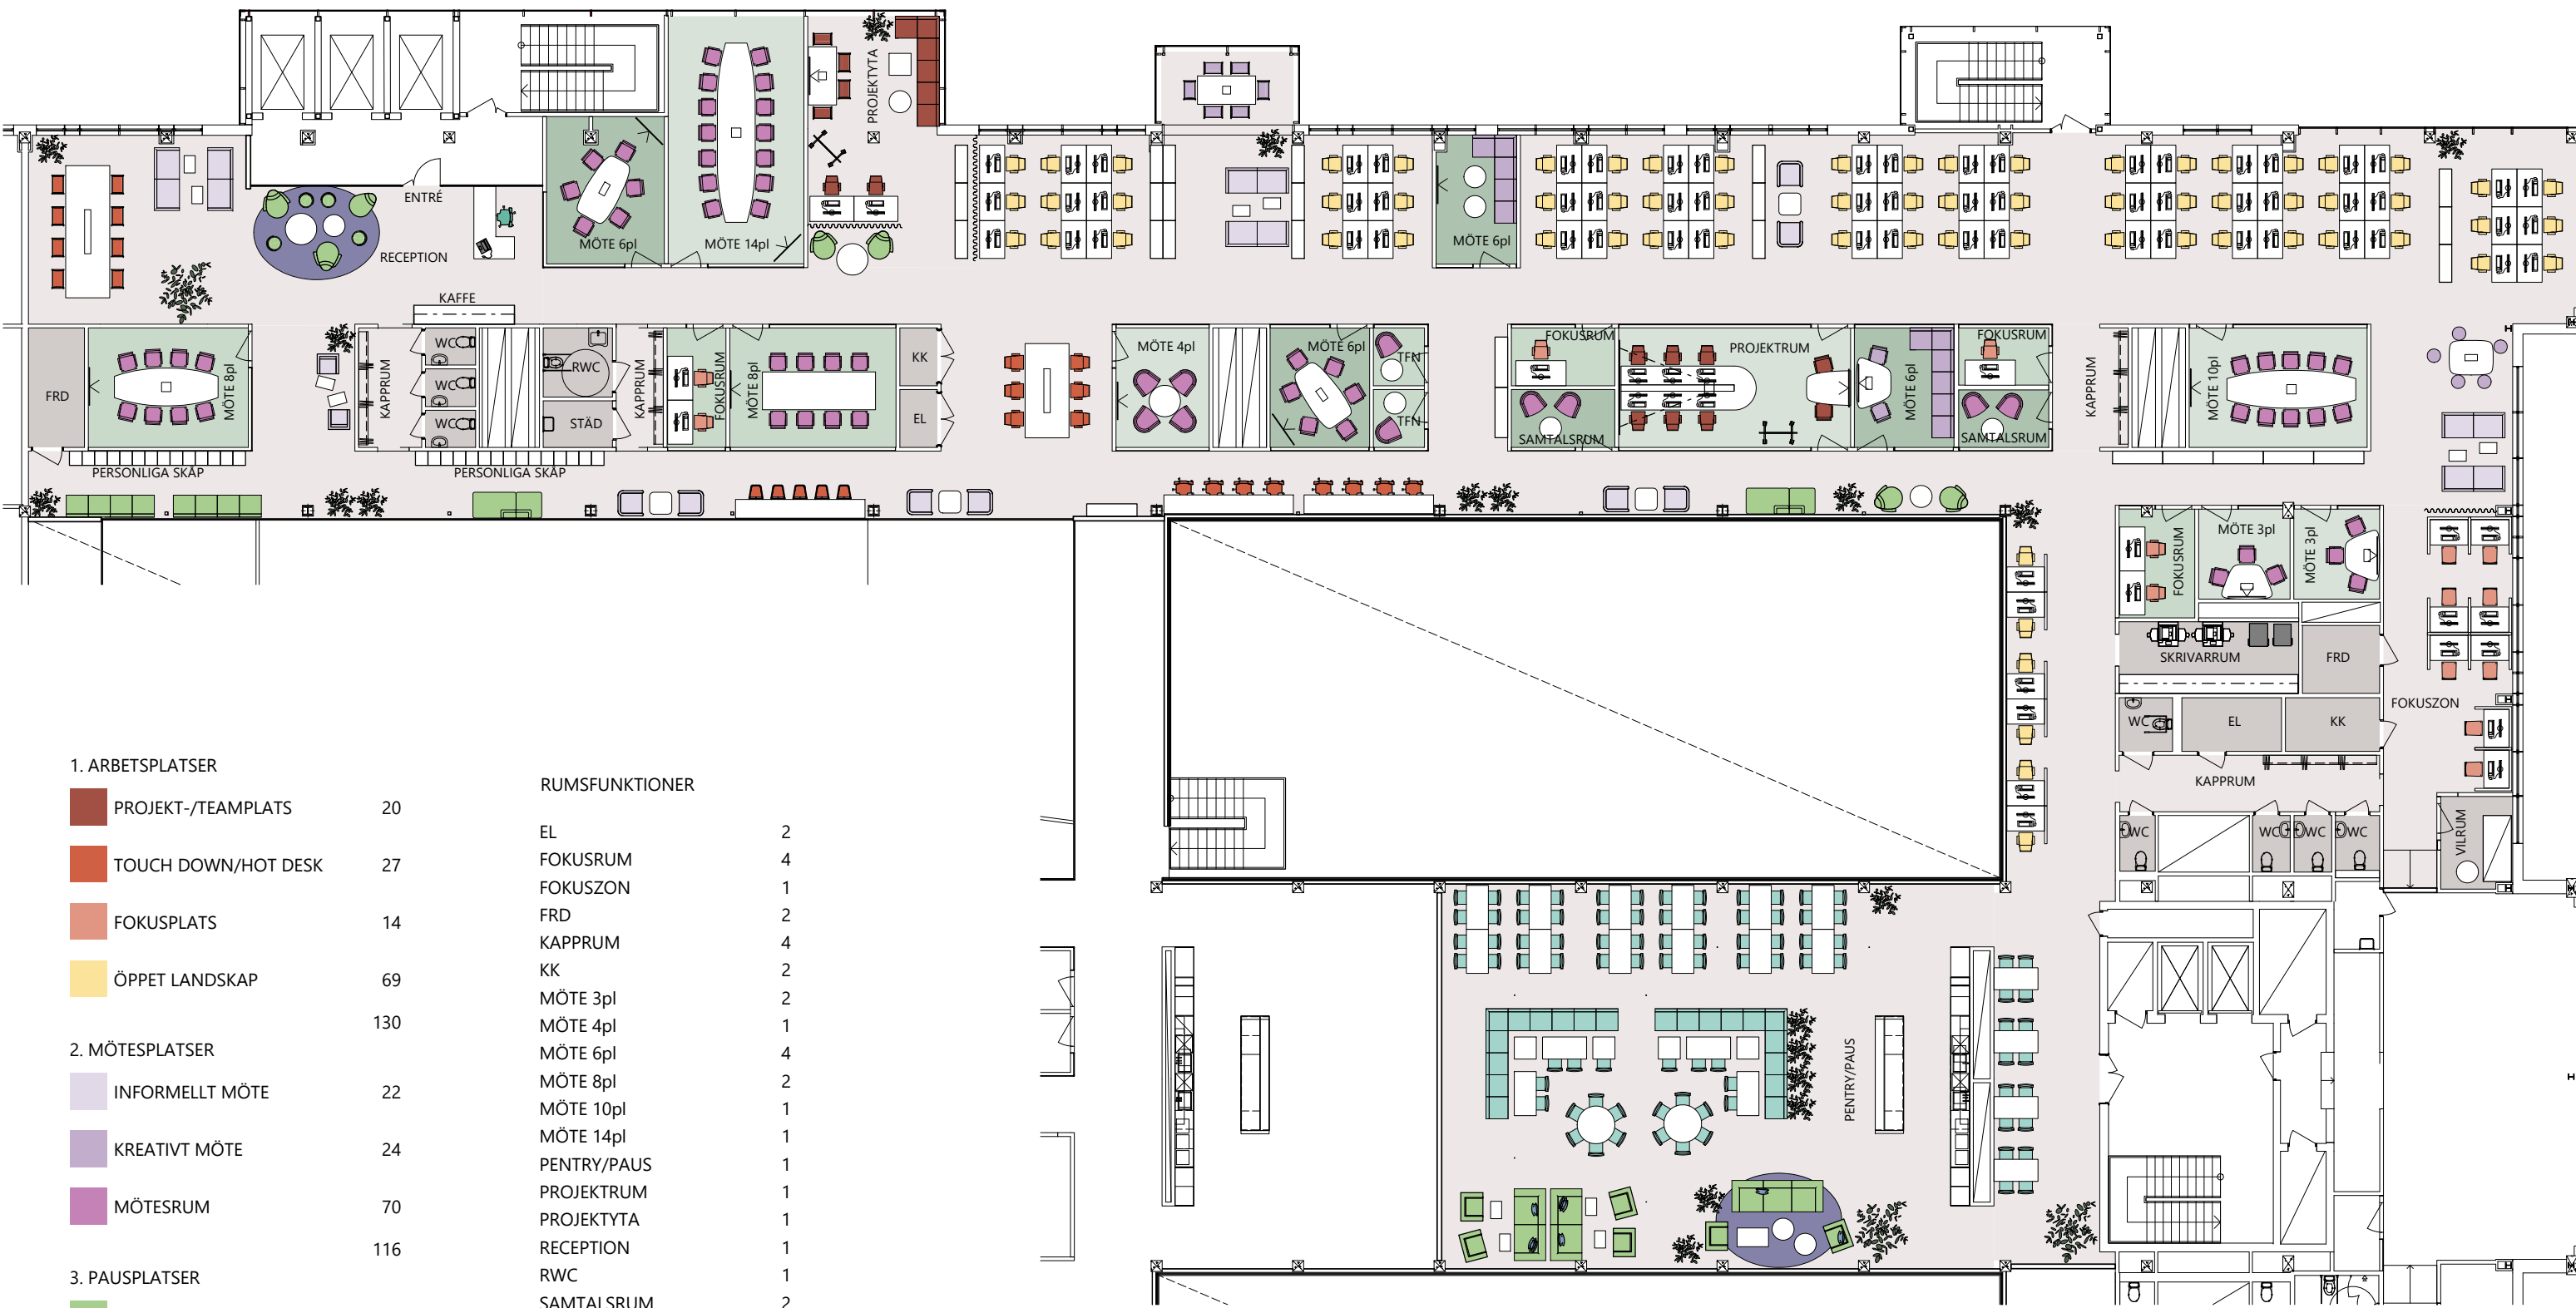 PROJEKTYTA
ENTRÉ
RECEPTION
KAFFE
MÖTE 6pl
MÖTE 14pl
MÖTE 6pl
FRD
MÖTE 8pl
KAPPRUM
WC
WC
WC
RWC
STÄD
KAPPRUM
FOKUSRUM
MÖTE 8pl
KK
EL
MÖTE 4pl
MÖTE 6pl
TFN
TFN
FOKUSRUM
SAMTALSRUM
PROJEKTRUM
MÖTE 6pl
FOKUSRUM
SAMTALSRUM
KAPPRUM
MÖTE 10pl
PERSONLIGA SKÅP
PERSONLIGA SKÅP
FOKUSRUM
MÖTE 3pl
MÖTE 3pl
SKRIVARRUM
FRD
FOKUSZON
WC
EL
KK
KAPPRUM
WC
WC
WC
WC
VILRUM
PENTRY/PAUS
1. ARBETSPLATSER
PROJEKT-/TEAMPLATS 20
TOUCH DOWN/HOT DESK 27
FOKUSPLATS 14
ÖPPET LANDSKAP 69
130
2. MÖTESPLATSER
INFORMELLT MÖTE 22
KREATIVT MÖTE 24
MÖTESRUM 70
116
3. PAUSPLATSER
RUMSFUNKTIONER
EL 2
FOKUSRUM 4
FOKUSZON 1
FRD 2
KAPPRUM 4
KK 2
MÖTE 3pl 2
MÖTE 4pl 1
MÖTE 6pl 4
MÖTE 8pl 2
MÖTE 10pl 1
MÖTE 14pl 1
PENTRY/PAUS 1
PROJEKTRUM 1
PROJEKTYTA 1
RECEPTION 1
RWC 1
SAMTALSRUM 2